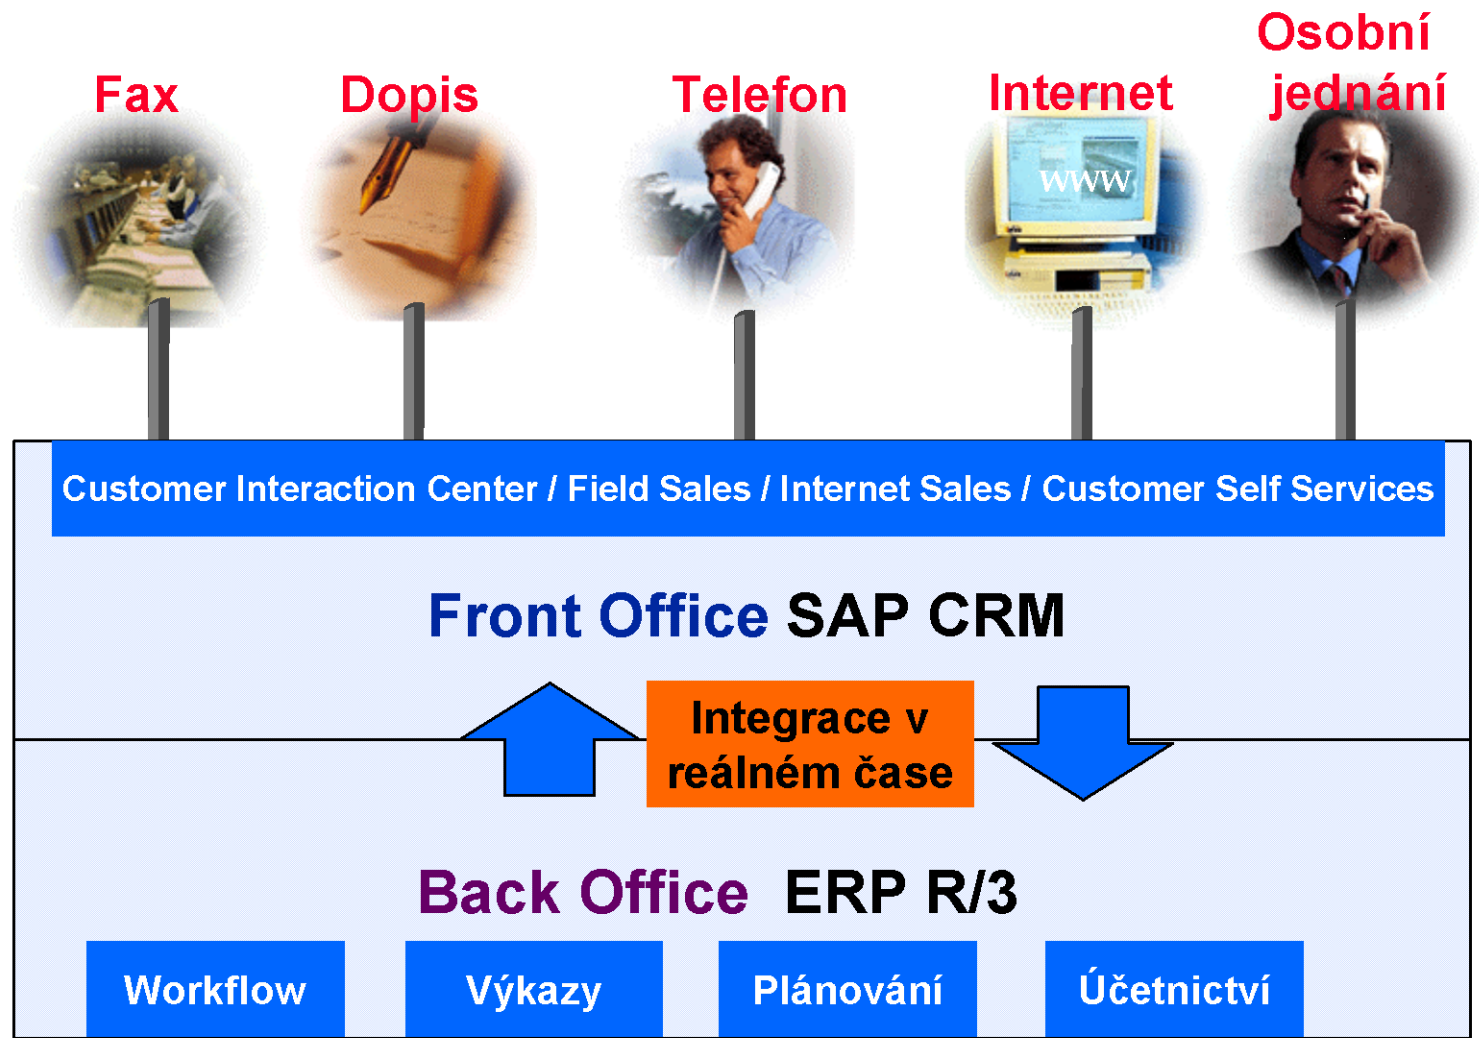 Fax
Dopis
Telefon
Internet
Osobní
jednání
www
Customer Interaction Center / Field Sales / Internet Sales / Customer Self Services
Front Office SAP CRM
Integrace v
reálném čase
Back Office ERP R/3
Workflow
Výkazy
Plánování
Účetnictví